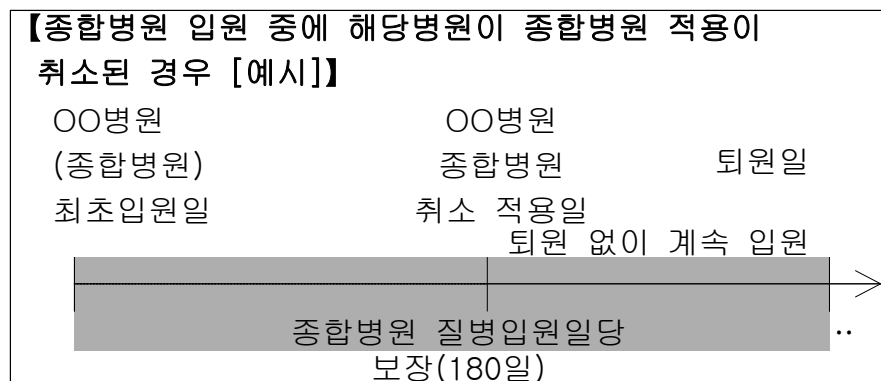 【종합병원 입원 중에 해당병원이 종합병원 적용이
취소된 경우 [예시]】
OO병원 OO병원
(종합병원) 종합병원 퇴원일
최초입원일 취소 적용일
퇴원 없이 계속 입원
종합병원 질병입원일당 ··
보장(180일)